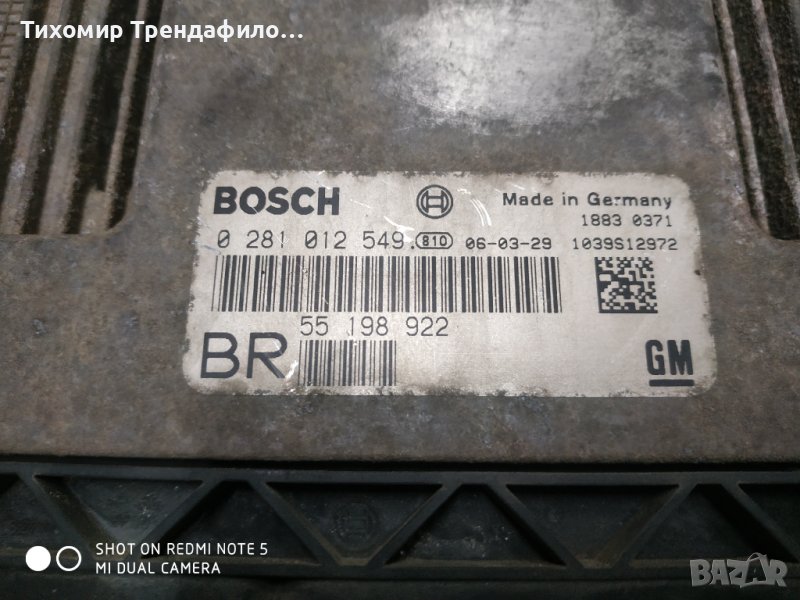 Тихомир Трендафило...
BOSCH Made in Germany
1883 0371
0 281 012 549. 810 06-03-29 1039S12972
55 198 922
BR
GM
SHOT ON REDMI NOTE 5
MI DUAL CAMERA
BAZAR